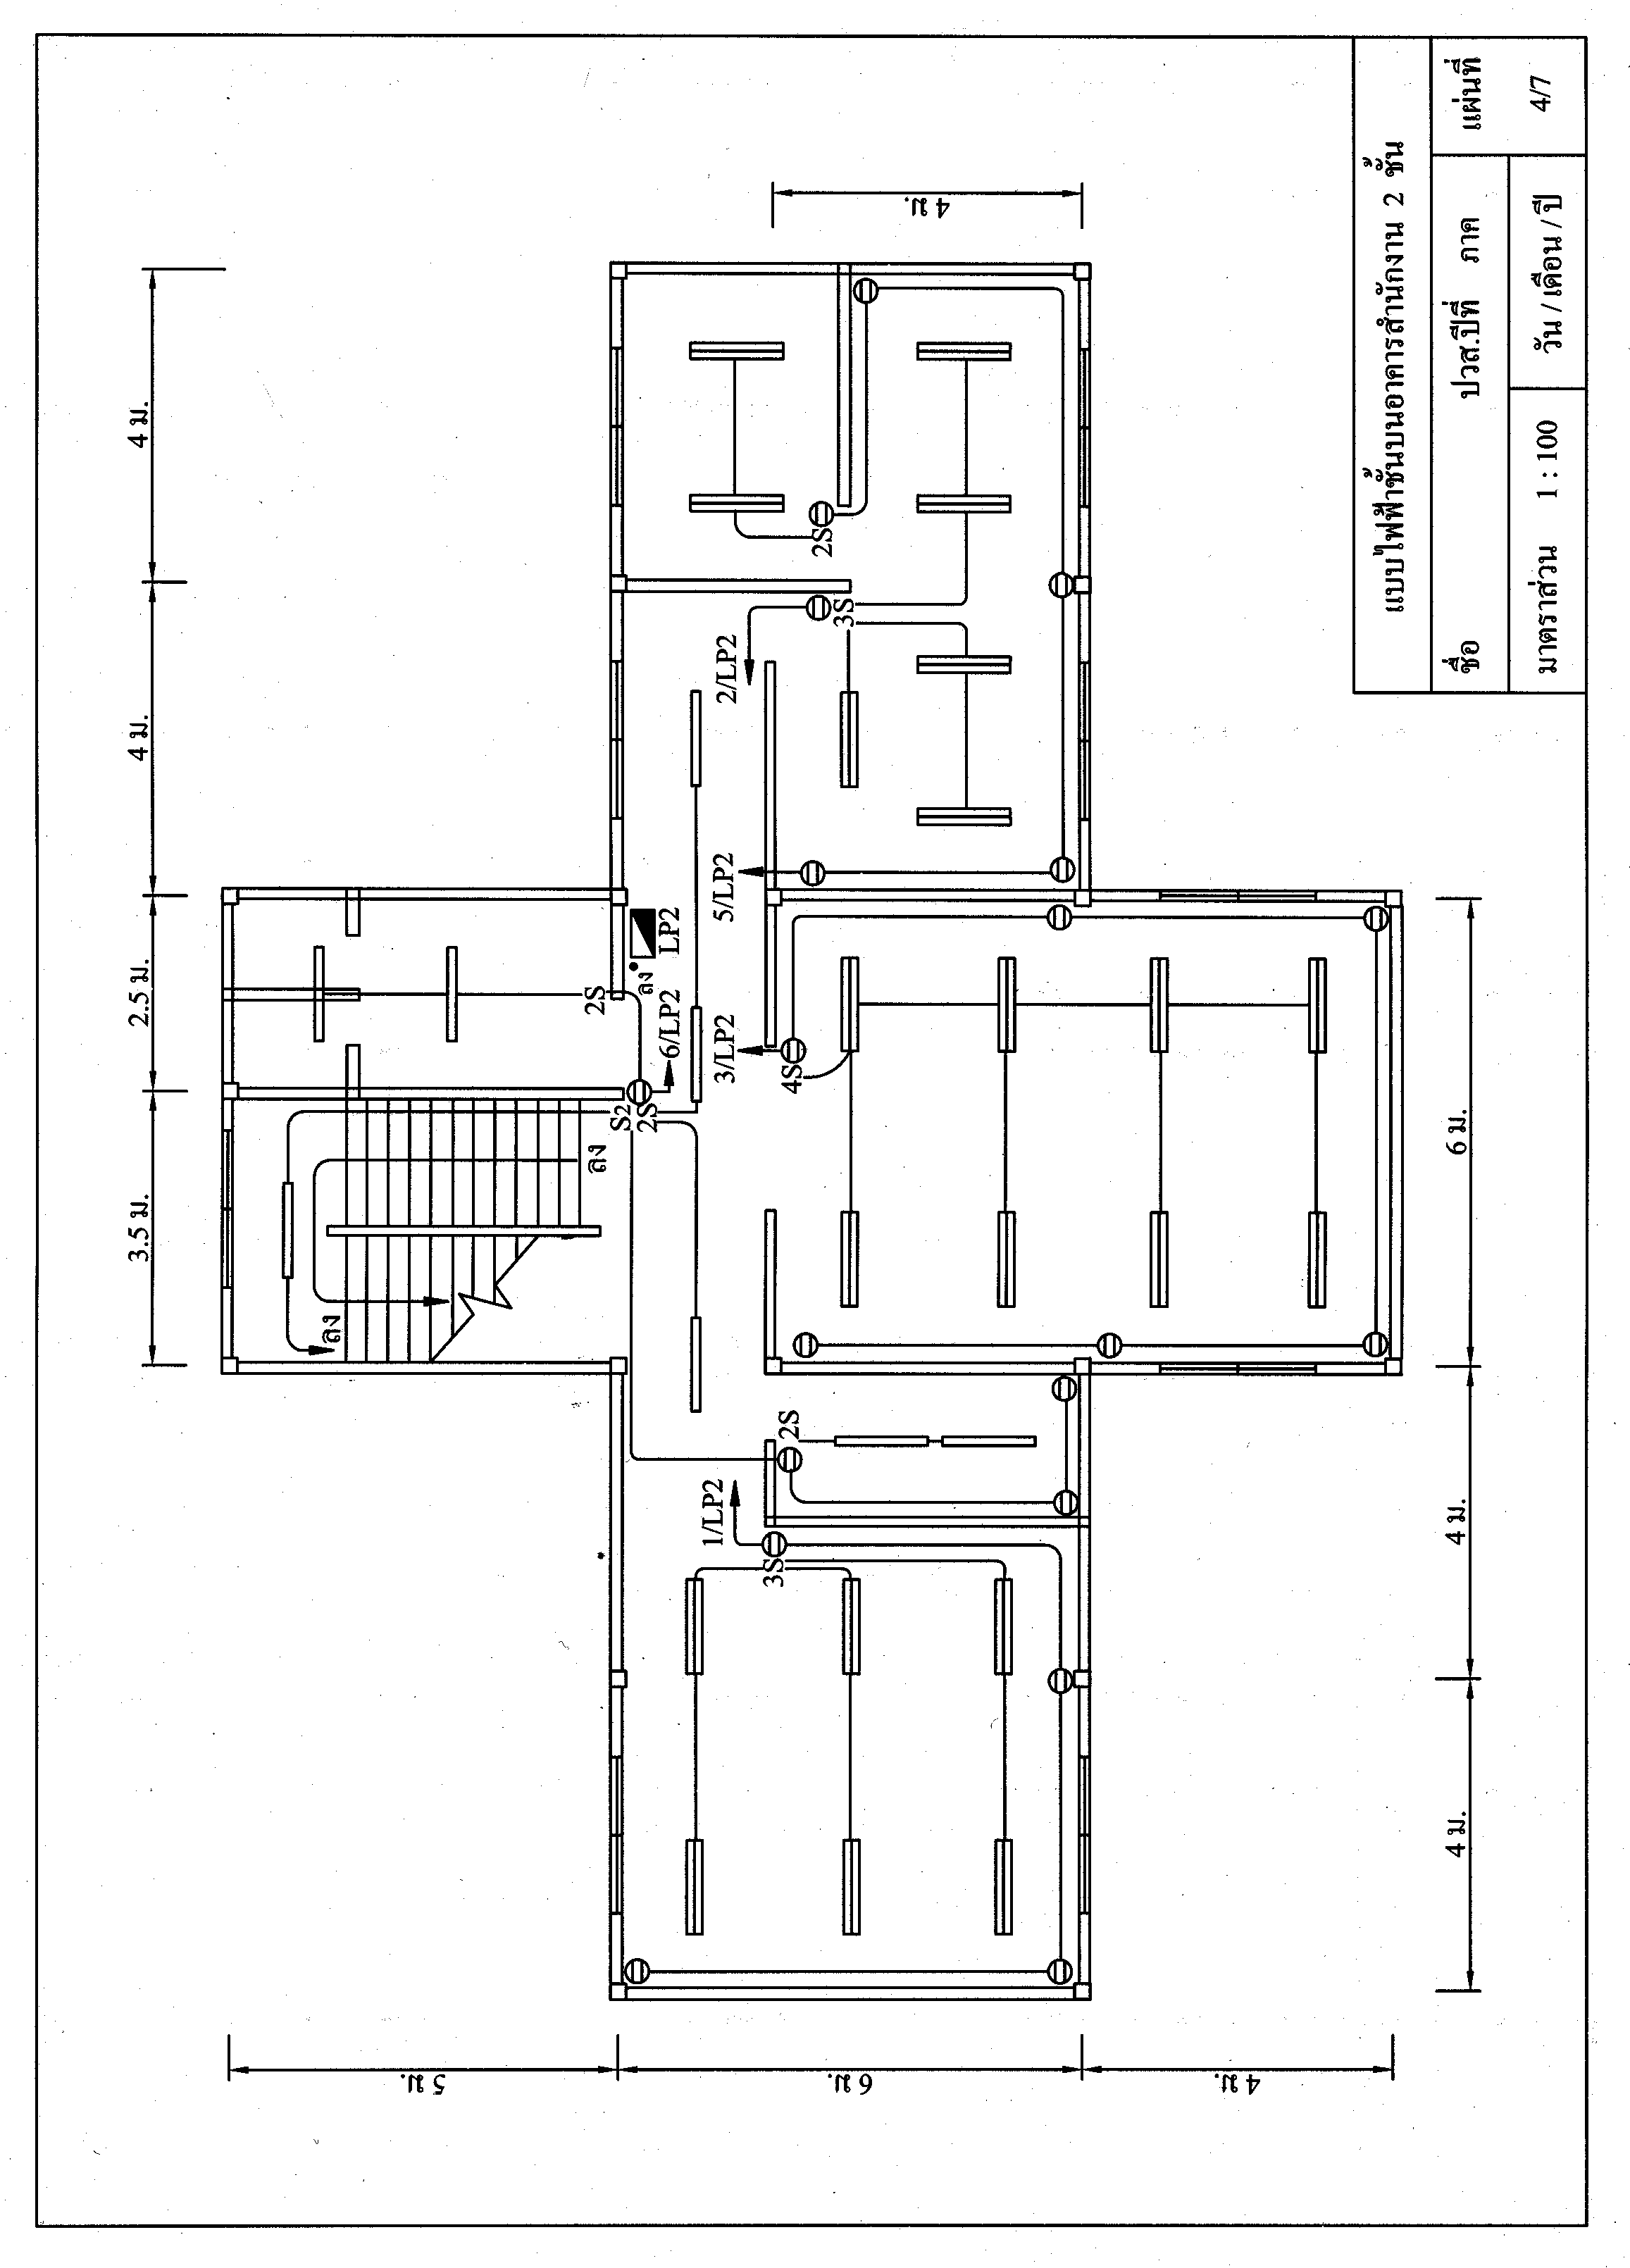 3.5 ม. 2.5 ม. 4 ม. 4 ม.
ลง
5 ม.
ลง 2S
S2
2S
ลง
6/LP2 LP2
1/LP2 3/LP2 5/LP2 2/LP2
3S 2S 4S 2S
3S
6 ม. 4 ม.
4 ม.
4 ม. 4 ม. 6 ม.
แบบไฟฟ้าชั้นบนอาคารสำนักงาน 2 ชั้น
ชื่อ ปวส.ปีที่ ภาค แผ่นที่
มาตราส่วน 1 : 100 วัน / เดือน / ปี 4/7